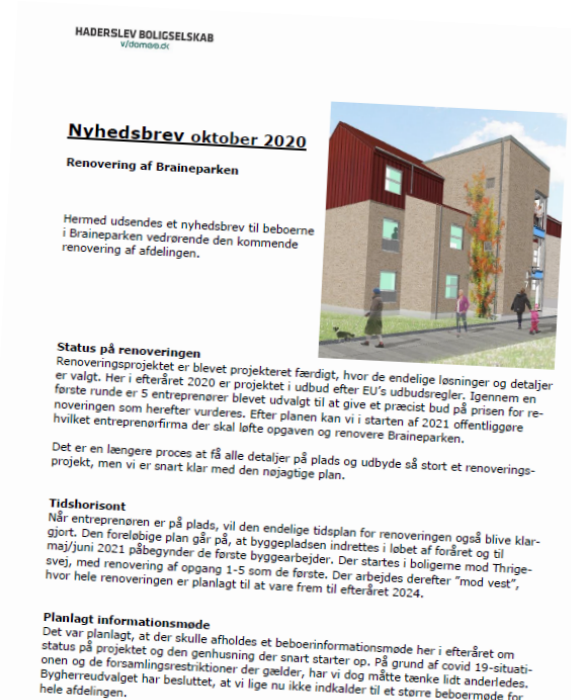 HADERSLEV BOLIGSELSKAB
v/domea.dk
Nyhedsbrev oktober 2020
Renovering af Braineparken
Hermed udsendes et nyhedsbrev til beboerne
i Braineparken vedrørende den kommende
renovering af afdelingen.
Status på renoveringen
Renoveringsprojektet er blevet projekteret færdigt, hvor de endelige løsninger og detaljer
er valgt. Her i efteråret 2020 er projektet i udbud efter EU's udbudsregler. Igennem en
første runde er 5 entreprenører blevet udvalgt til at give et præcist bud på prisen for re-
noveringen som herefter vurderes. Efter planen kan vi i starten af 2021 offentliggøre
hvilket entreprenørfirma der skal løfte opgaven og renovere Braineparken.
Det er en længere proces at få alle detaljer på plads og udbyde så stort et renoverings-
projekt, men vi er snart klar med den nøjagtige plan.
Tidshorisont
Når entreprenøren er på plads, vil den endelige tidsplan for renoveringen også blive klar-
gjort. Den foreløbige plan går på, at byggepladsen indrettes i løbet af foråret og til
maj/juni 2021 påbegynder de første byggearbejder. Der startes i boligerne mod Thrige-
svej, med renovering af opgang 1-5 som de første. Der arbejdes derefter "mod vest",
hvor hele renoveringen er planlagt til at vare frem til efteråret 2024.
Planlagt informationsmøde
Det var planlagt, at der skulle afholdes et beboerinformationsmøde her i efteråret om
status på projektet og den genhusning der snart starter op. På grund af covid 19-situati-
onen og de forsamlingsrestriktioner der gælder, har vi dog måtte tænke lidt anderledes.
Bygherreudvalget har besluttet, at vi lige nu ikke indkalder til et større beboermøde for
hele afdelingen.